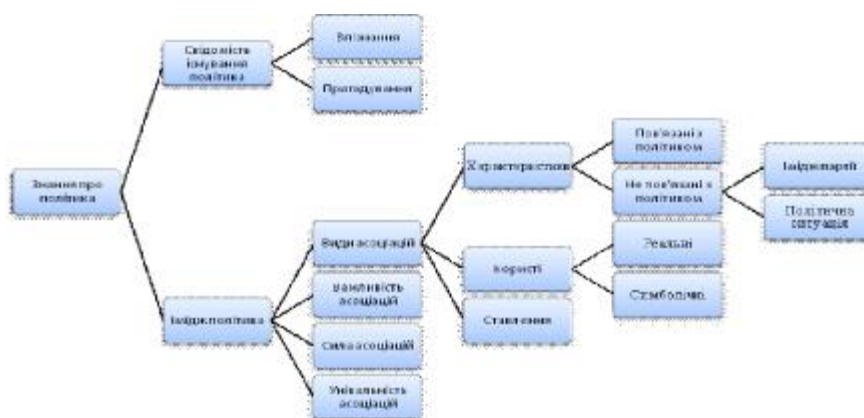 Знання про
політика
Свідомість
існування
політика
Впізнання
Пригадування
Імідж політика
Види асоціацій
Важливість
асоціацій
Сила асоціацій
Унікальність
асоціацій
Характеристики
Користі
Ставлення
Пов'язані з
політиком
Не пов'язані з
політиком
Реальні
Символічні
Імідж партії
Політична
ситуація